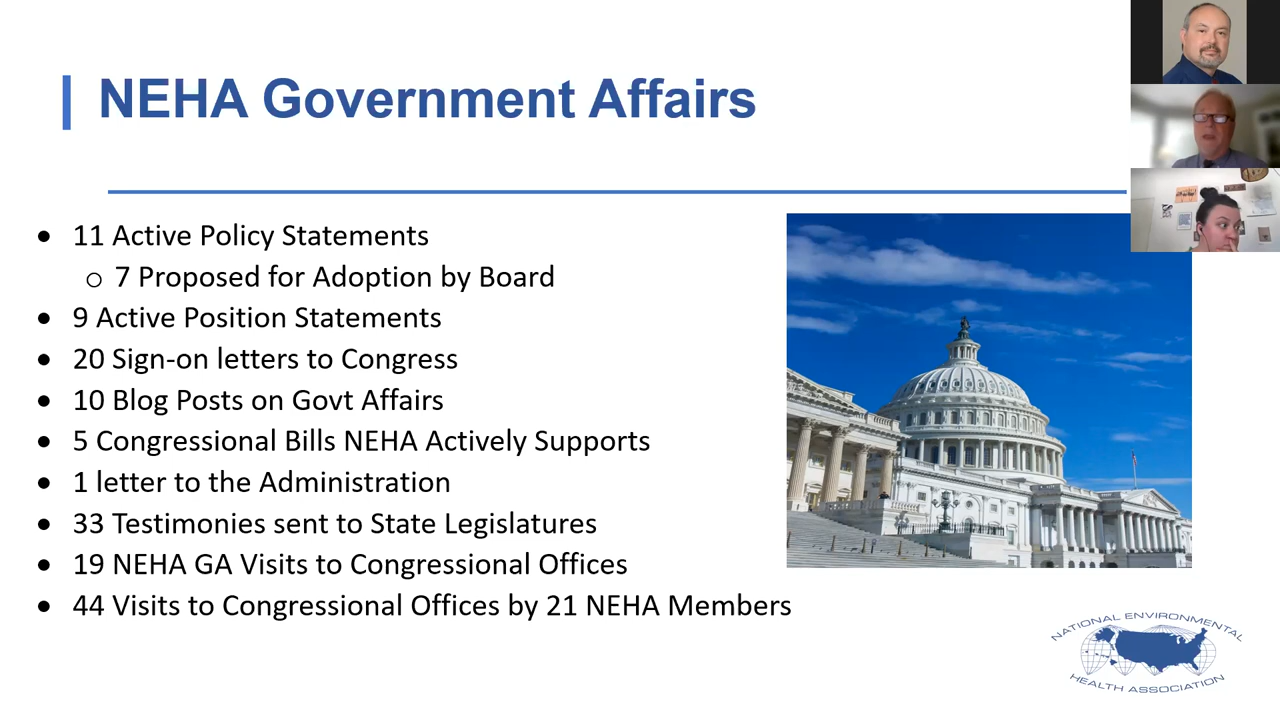 NEHA Government Affairs
• 11 Active Policy Statements
o 7 Proposed for Adoption by Board
• 9 Active Position Statements
• 20 Sign-on letters to Congress
• 10 Blog Posts on Govt Affairs
• 5 Congressional Bills NEHA Actively Supports
• 1 letter to the Administration
• 33 Testimonies sent to State Legislatures
• 19 NEHA GA Visits to Congressional Offices
• 44 Visits to Congressional Offices by 21 NEHA Members
NATIONAL ENVIRONMENTAL
HEALTH ASSOCIATION